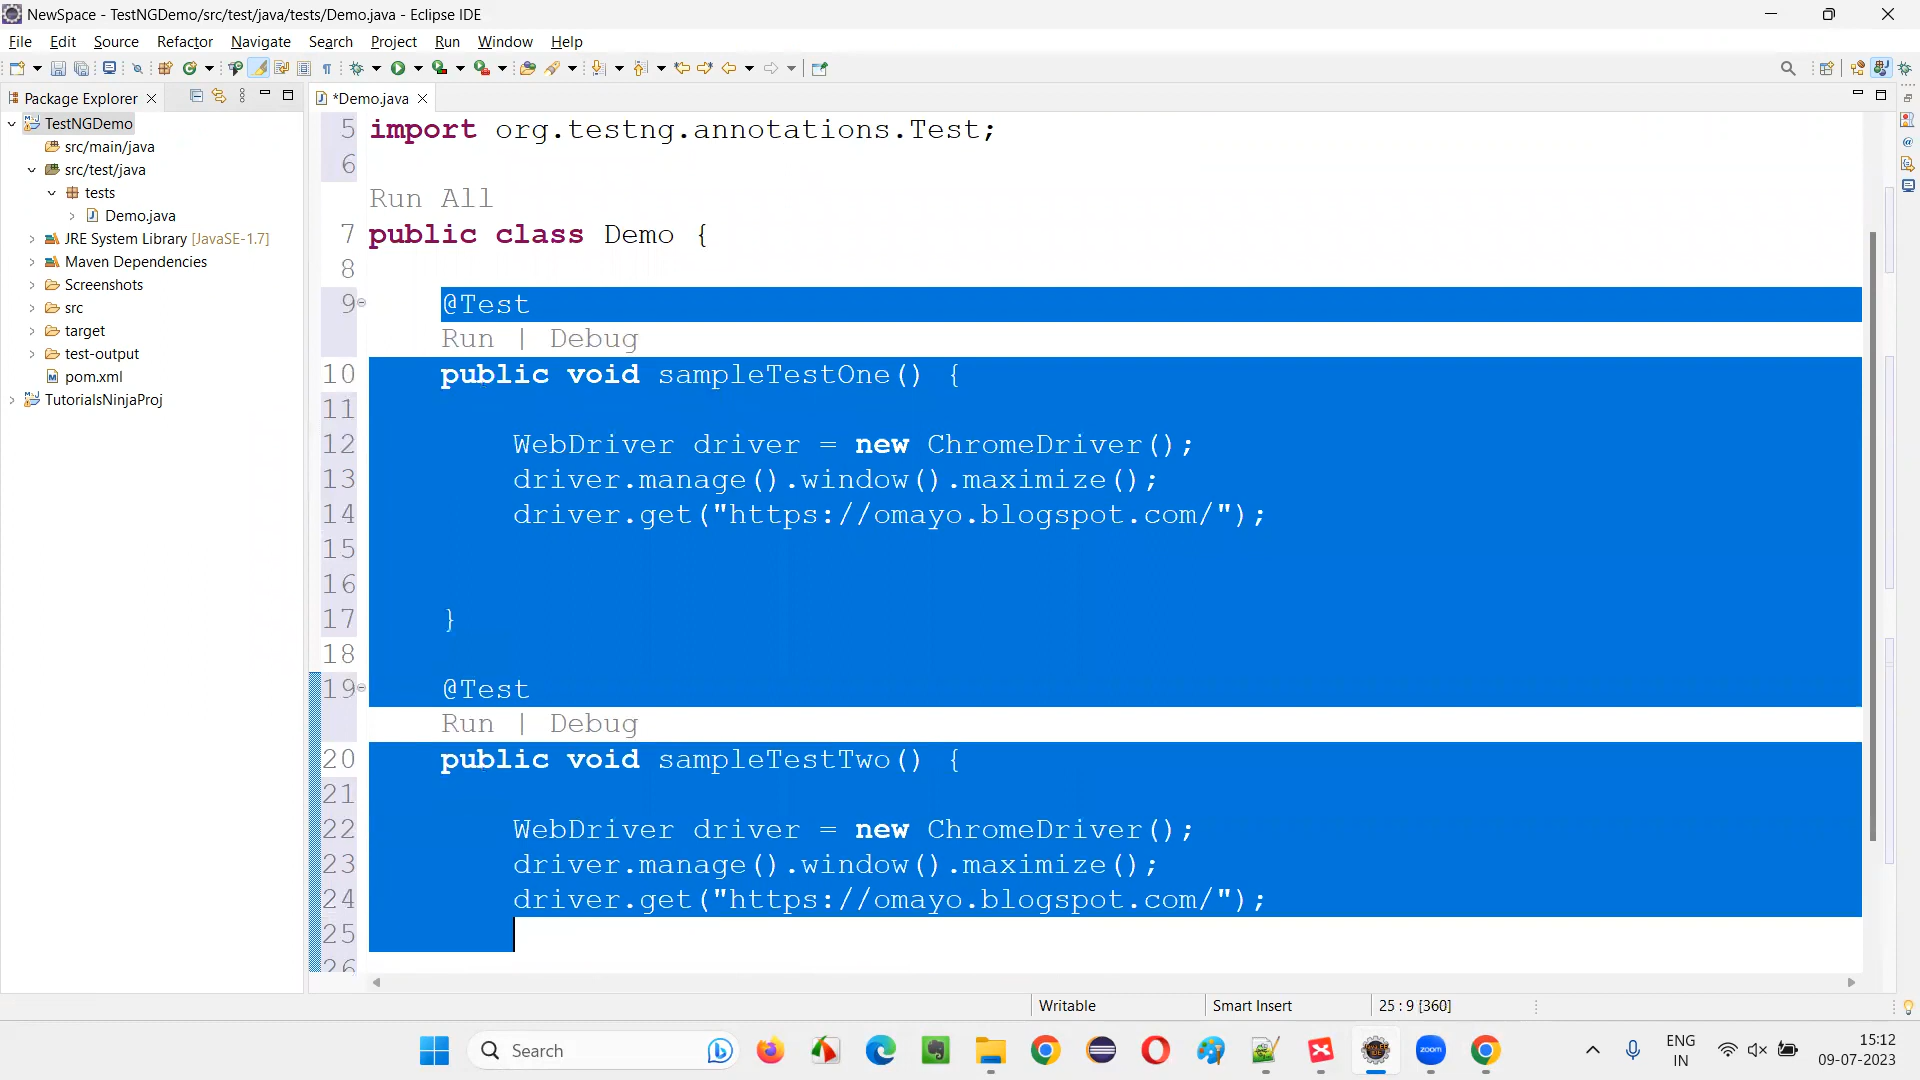 NewSpace - TestNGDemo/src/test/java/tests/Demo.java - Eclipse IDE
File Edit Source Refactor Navigate Search Project Run Window Help
Package Explorer
*Demo.java
TestNGDemo
src/main/java
src/test/java
tests
Demo.java
JRE System Library [JavaSE-1.7]
Maven Dependencies
Screenshots
src
target
test-output
pom.xml
TutorialsNinjaProj
5 import org.testng.annotations.Test;
6
Run All
7 public class Demo {
8
9 @Test
Run | Debug
10 public void sampleTestOne() {
11
12 WebDriver driver = new ChromeDriver();
13 driver.manage().window().maximize();
14 driver.get("https://omayo.blogspot.com/");
15
16
17 }
18
19 @Test
Run | Debug
20 public void sampleTestTwo() {
21
22 WebDriver driver = new ChromeDriver();
23 driver.manage().window().maximize();
24 driver.get("https://omayo.blogspot.com/");
25
26
Writable Smart Insert 25 : 9 [360]
Search
zoom
ENG
IN
15:12
09-07-2023